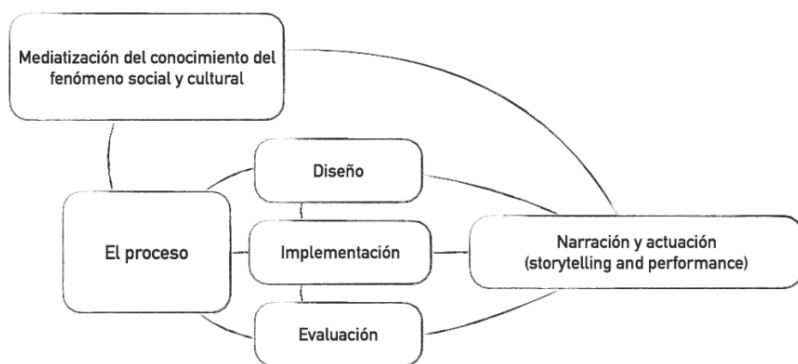 Mediatización del conocimiento del
fenómeno social y cultural
Diseño
El proceso
Implementación
Narración y actuación
(storytelling and performance)
Evaluación